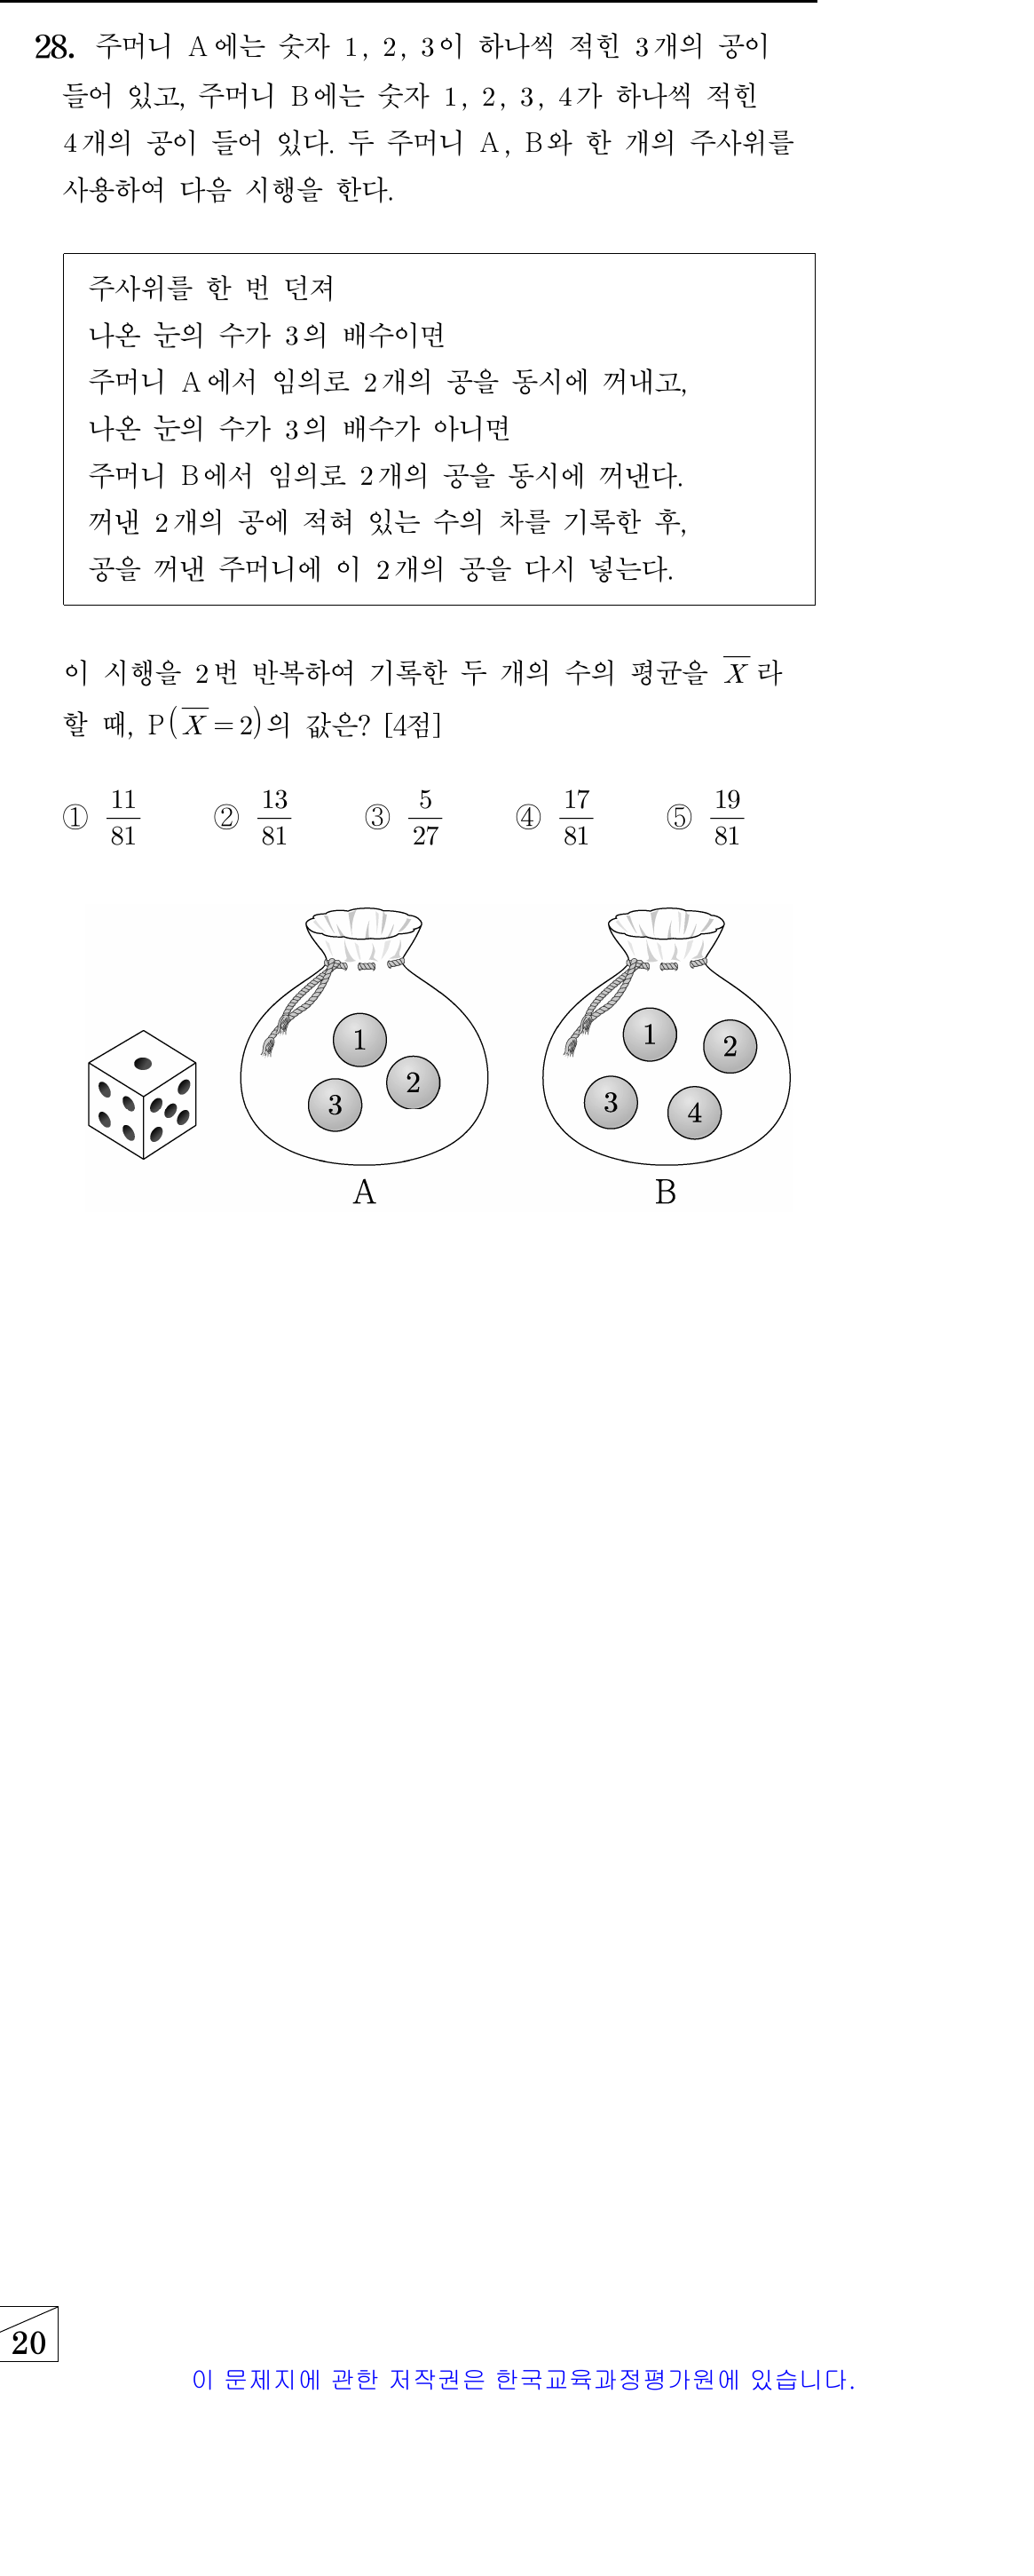 28. 주머니 A에는 숫자 1, 2, 3이 하나씩 적힌 3개의 공이
들어 있고, 주머니 B에는 숫자 1, 2, 3, 4가 하나씩 적힌
4개의 공이 들어 있다. 두 주머니 A, B와 한 개의 주사위를
사용하여 다음 시행을 한다.
주사위를 한 번 던져
나온 눈의 수가 3의 배수이면
주머니 A에서 임의로 2개의 공을 동시에 꺼내고,
나온 눈의 수가 3의 배수가 아니면
주머니 B에서 임의로 2개의 공을 동시에 꺼낸다.
꺼낸 2개의 공에 적혀 있는 수의 차를 기록한 후,
공을 꺼낸 주머니에 이 2개의 공을 다시 넣는다.
이 시행을 2번 반복하여 기록한 두 개의 수의 평균을 X̄ 라
할 때, P(X̄=2)의 값은? [4점]
① 11/81 ② 13/81 ③ 5/27 ④ 17/81 ⑤ 19/81
1 2 3
1 2 3 4
A B
20
이 문제지에 관한 저작권은 한국교육과정평가원에 있습니다.